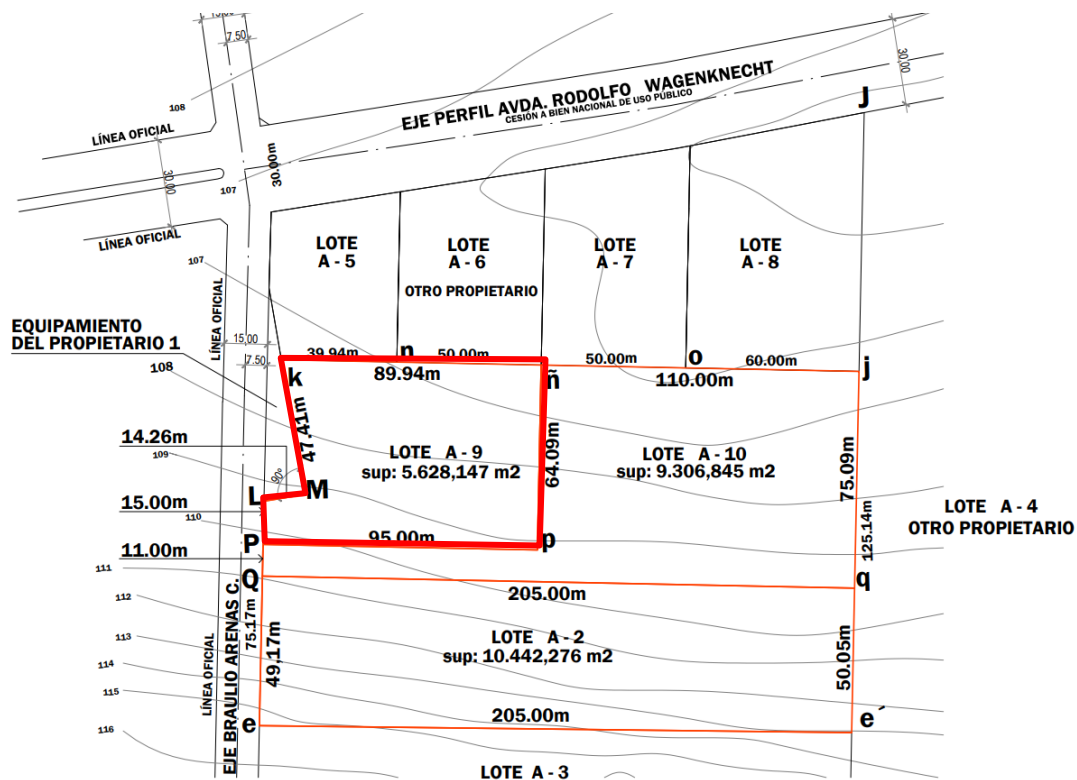 15.00
7.50
108
LÍNEA OFICIAL
30.00
107
LÍNEA OFICIAL
30.00m
EJE PERFIL AVDA. RODOLFO WAGENKNECHT
CESIÓN A BIEN NACIONAL DE USO PÚBLICO
30,00
J
107
LÍNEA OFICIAL
LOTE
A - 5
LOTE
A - 6
OTRO PROPIETARIO
LOTE
A - 7
LOTE
A - 8
EQUIPAMIENTO
DEL PROPIETARIO 1
15,00
7.50
108
39.94m
n
50.00m
50.00m
o
60.00m
k
89.94m
ñ
110.00m
j
47.41m
14.26m
109
90º
LOTE A - 9
sup: 5.628,147 m2
64.09m
LOTE A - 10
sup: 9.306,845 m2
75.09m
L
M
15.00m
110
LOTE A - 4
OTRO PROPIETARIO
P
95.00m
p
125.14m
11.00m
111
Q
205.00m
q
112
75.17m
113
49,17m
LOTE A - 2
sup: 10.442,276 m2
50.05m
114
LÍNEA OFICIAL
EJE BRAULIO ARENAS C.
115
116
e
205.00m
e´
LOTE A - 3